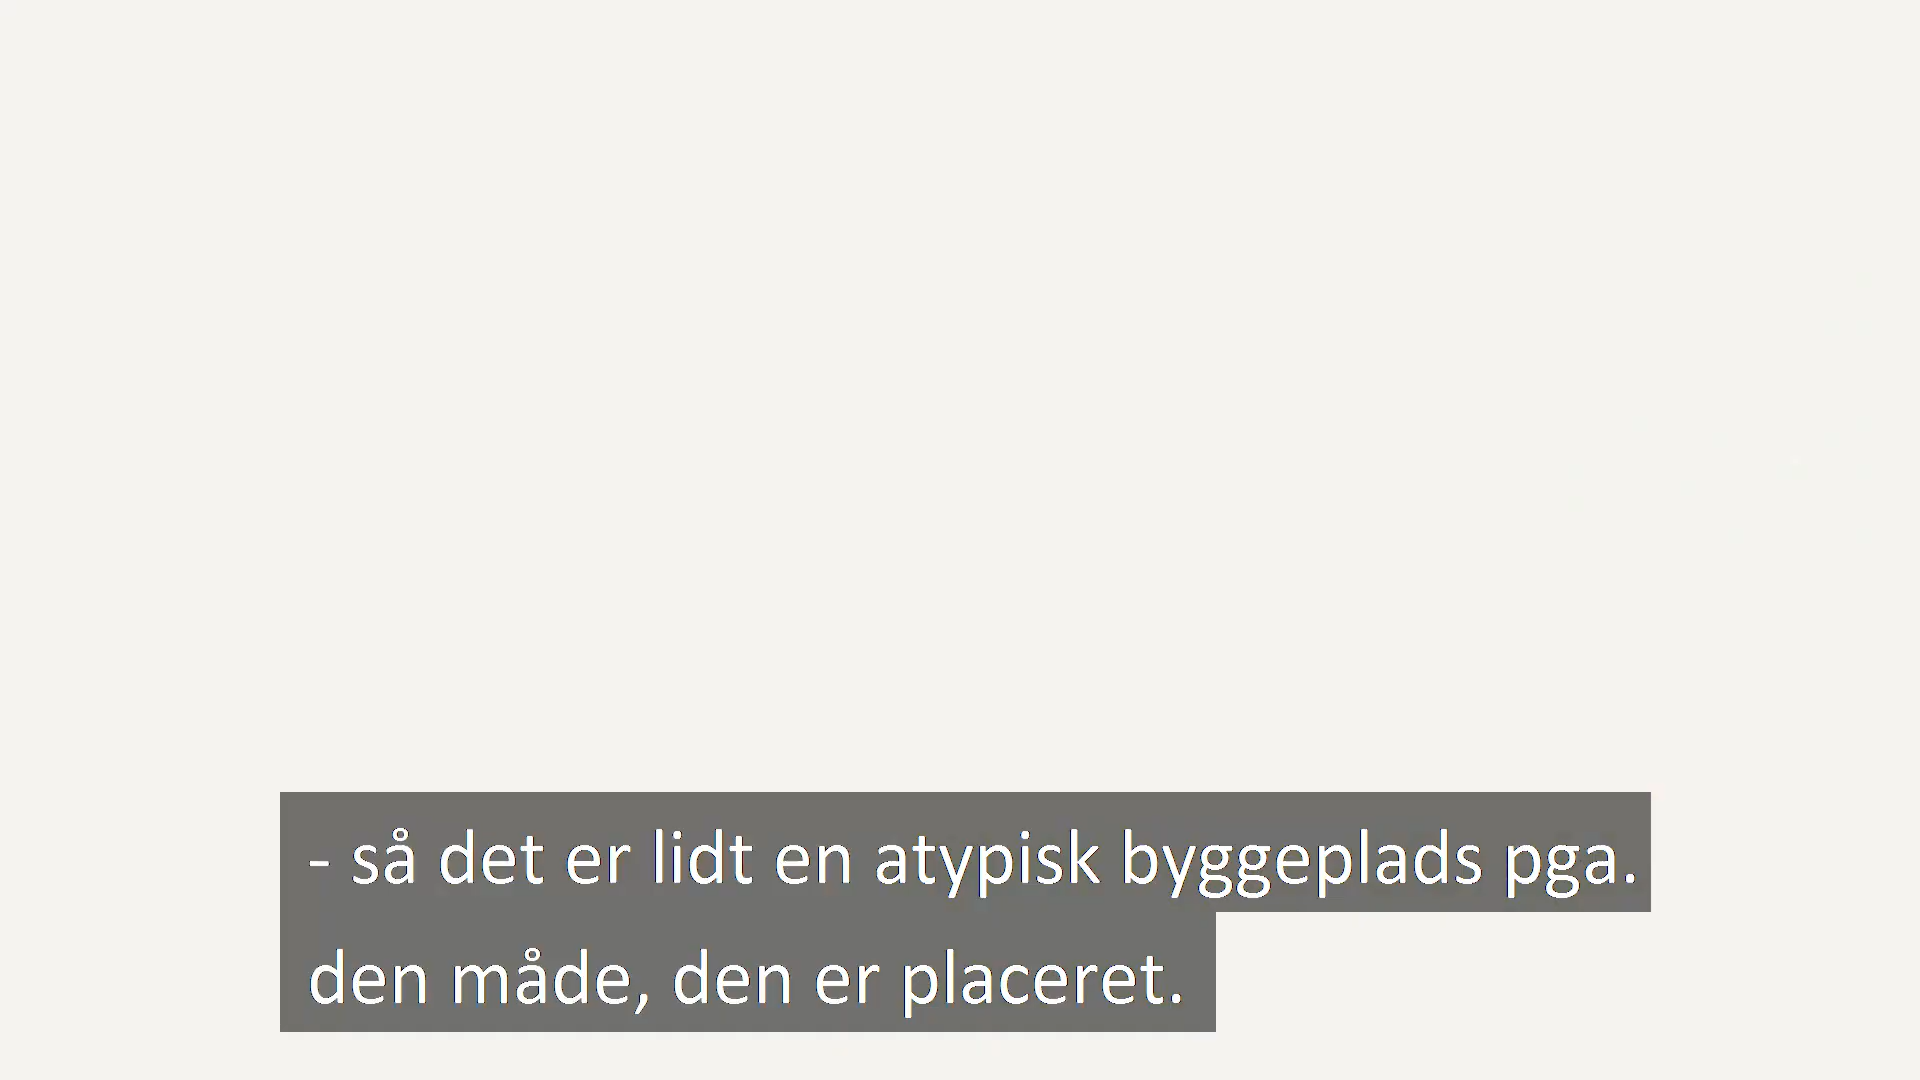 - så det er lidt en atypisk byggeplads pga.
den måde, den er placeret.